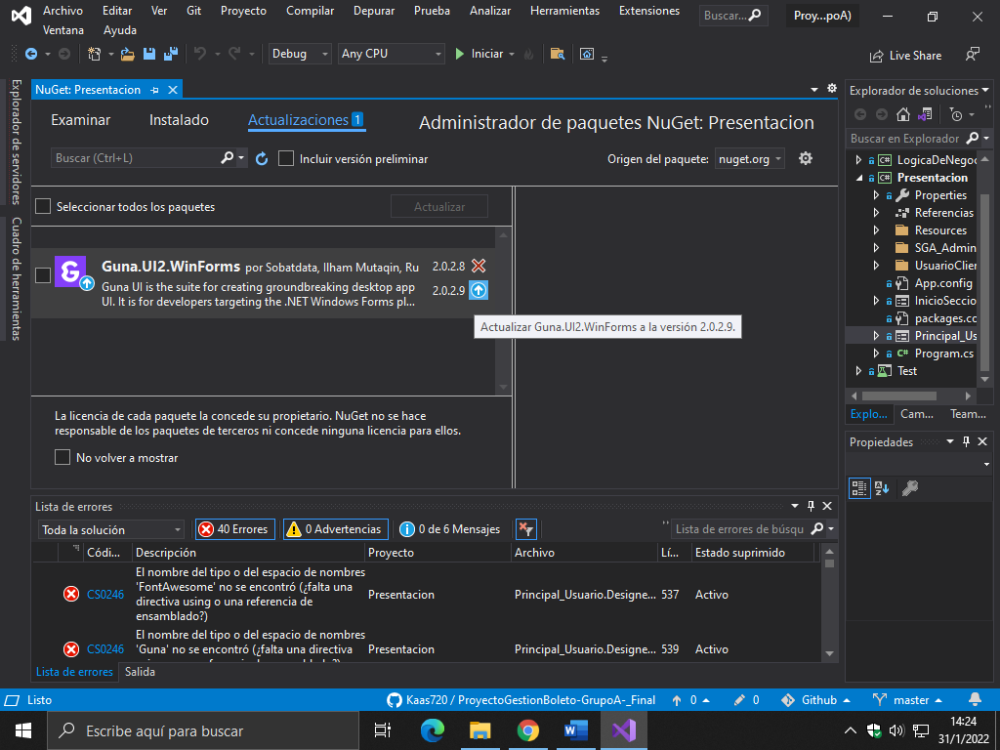 Archivo Editar Ver Git Proyecto Compilar Depurar Prueba Analizar Herramientas Extensiones
Buscar...
Proy...poA)
Ventana Ayuda
Debug
Any CPU
Iniciar
Live Share
Explorador de servidores
Cuadro de herramientas
NuGet: Presentacion
Examinar
Instalado
Actualizaciones 1
Administrador de paquetes NuGet: Presentacion
Buscar (Ctrl+L)
Incluir versión preliminar
Origen del paquete: nuget.org
Seleccionar todos los paquetes
Actualizar
Guna.UI2.WinForms por Sobatdata, Ilham Mutaqin, Ru
2.0.2.8
Guna UI is the suite for creating groundbreaking desktop app
UI. It is for developers targeting the .NET Windows Forms pl...
2.0.2.9
Actualizar Guna.UI2.WinForms a la versión 2.0.2.9.
La licencia de cada paquete la concede su propietario. NuGet no se hace
responsable de los paquetes de terceros ni concede ninguna licencia para ellos.
No volver a mostrar
Explorador de soluciones
Buscar en Explorador
LogicaDeNegoc
Presentacion
Properties
Referencias
Resources
SGA_Admin
UsuarioClier
App.config
InicioSeccio
packages.cc
Principal_Us
Program.cs
Test
Explo...
Cam...
Team...
Propiedades
Lista de errores
Toda la solución
40 Errores
0 Advertencias
0 de 6 Mensajes
Lista de errores de búsqu
Códi...
Descripción
Proyecto
Archivo
Lí...
Estado suprimido
CS0246
El nombre del tipo o del espacio de nombres
'FontAwesome' no se encontró (¿falta una
directiva using o una referencia de
ensamblado?)
Presentacion
Principal_Usuario.Designe...
537
Activo
CS0246
El nombre del tipo o del espacio de nombres
'Guna' no se encontró (¿falta una directiva
Presentacion
Principal_Usuario.Designe...
539
Activo
Lista de errores
Salida
Listo
Kaas720 / ProyectoGestionBoleto-GrupoA-_Final
0
0
Github
master
Escribe aquí para buscar
14:24
31/1/2022